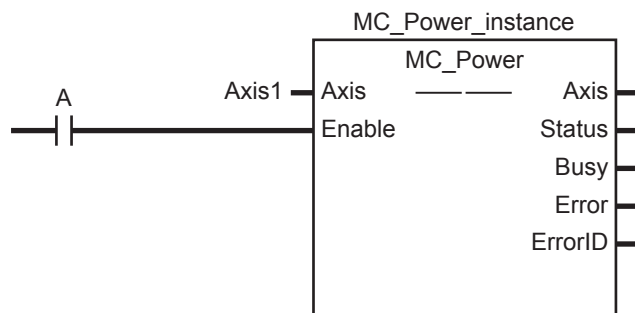 MC_Power_instance
MC_Power
A
Axis1 Axis Axis
Enable Status
Busy
Error
ErrorID